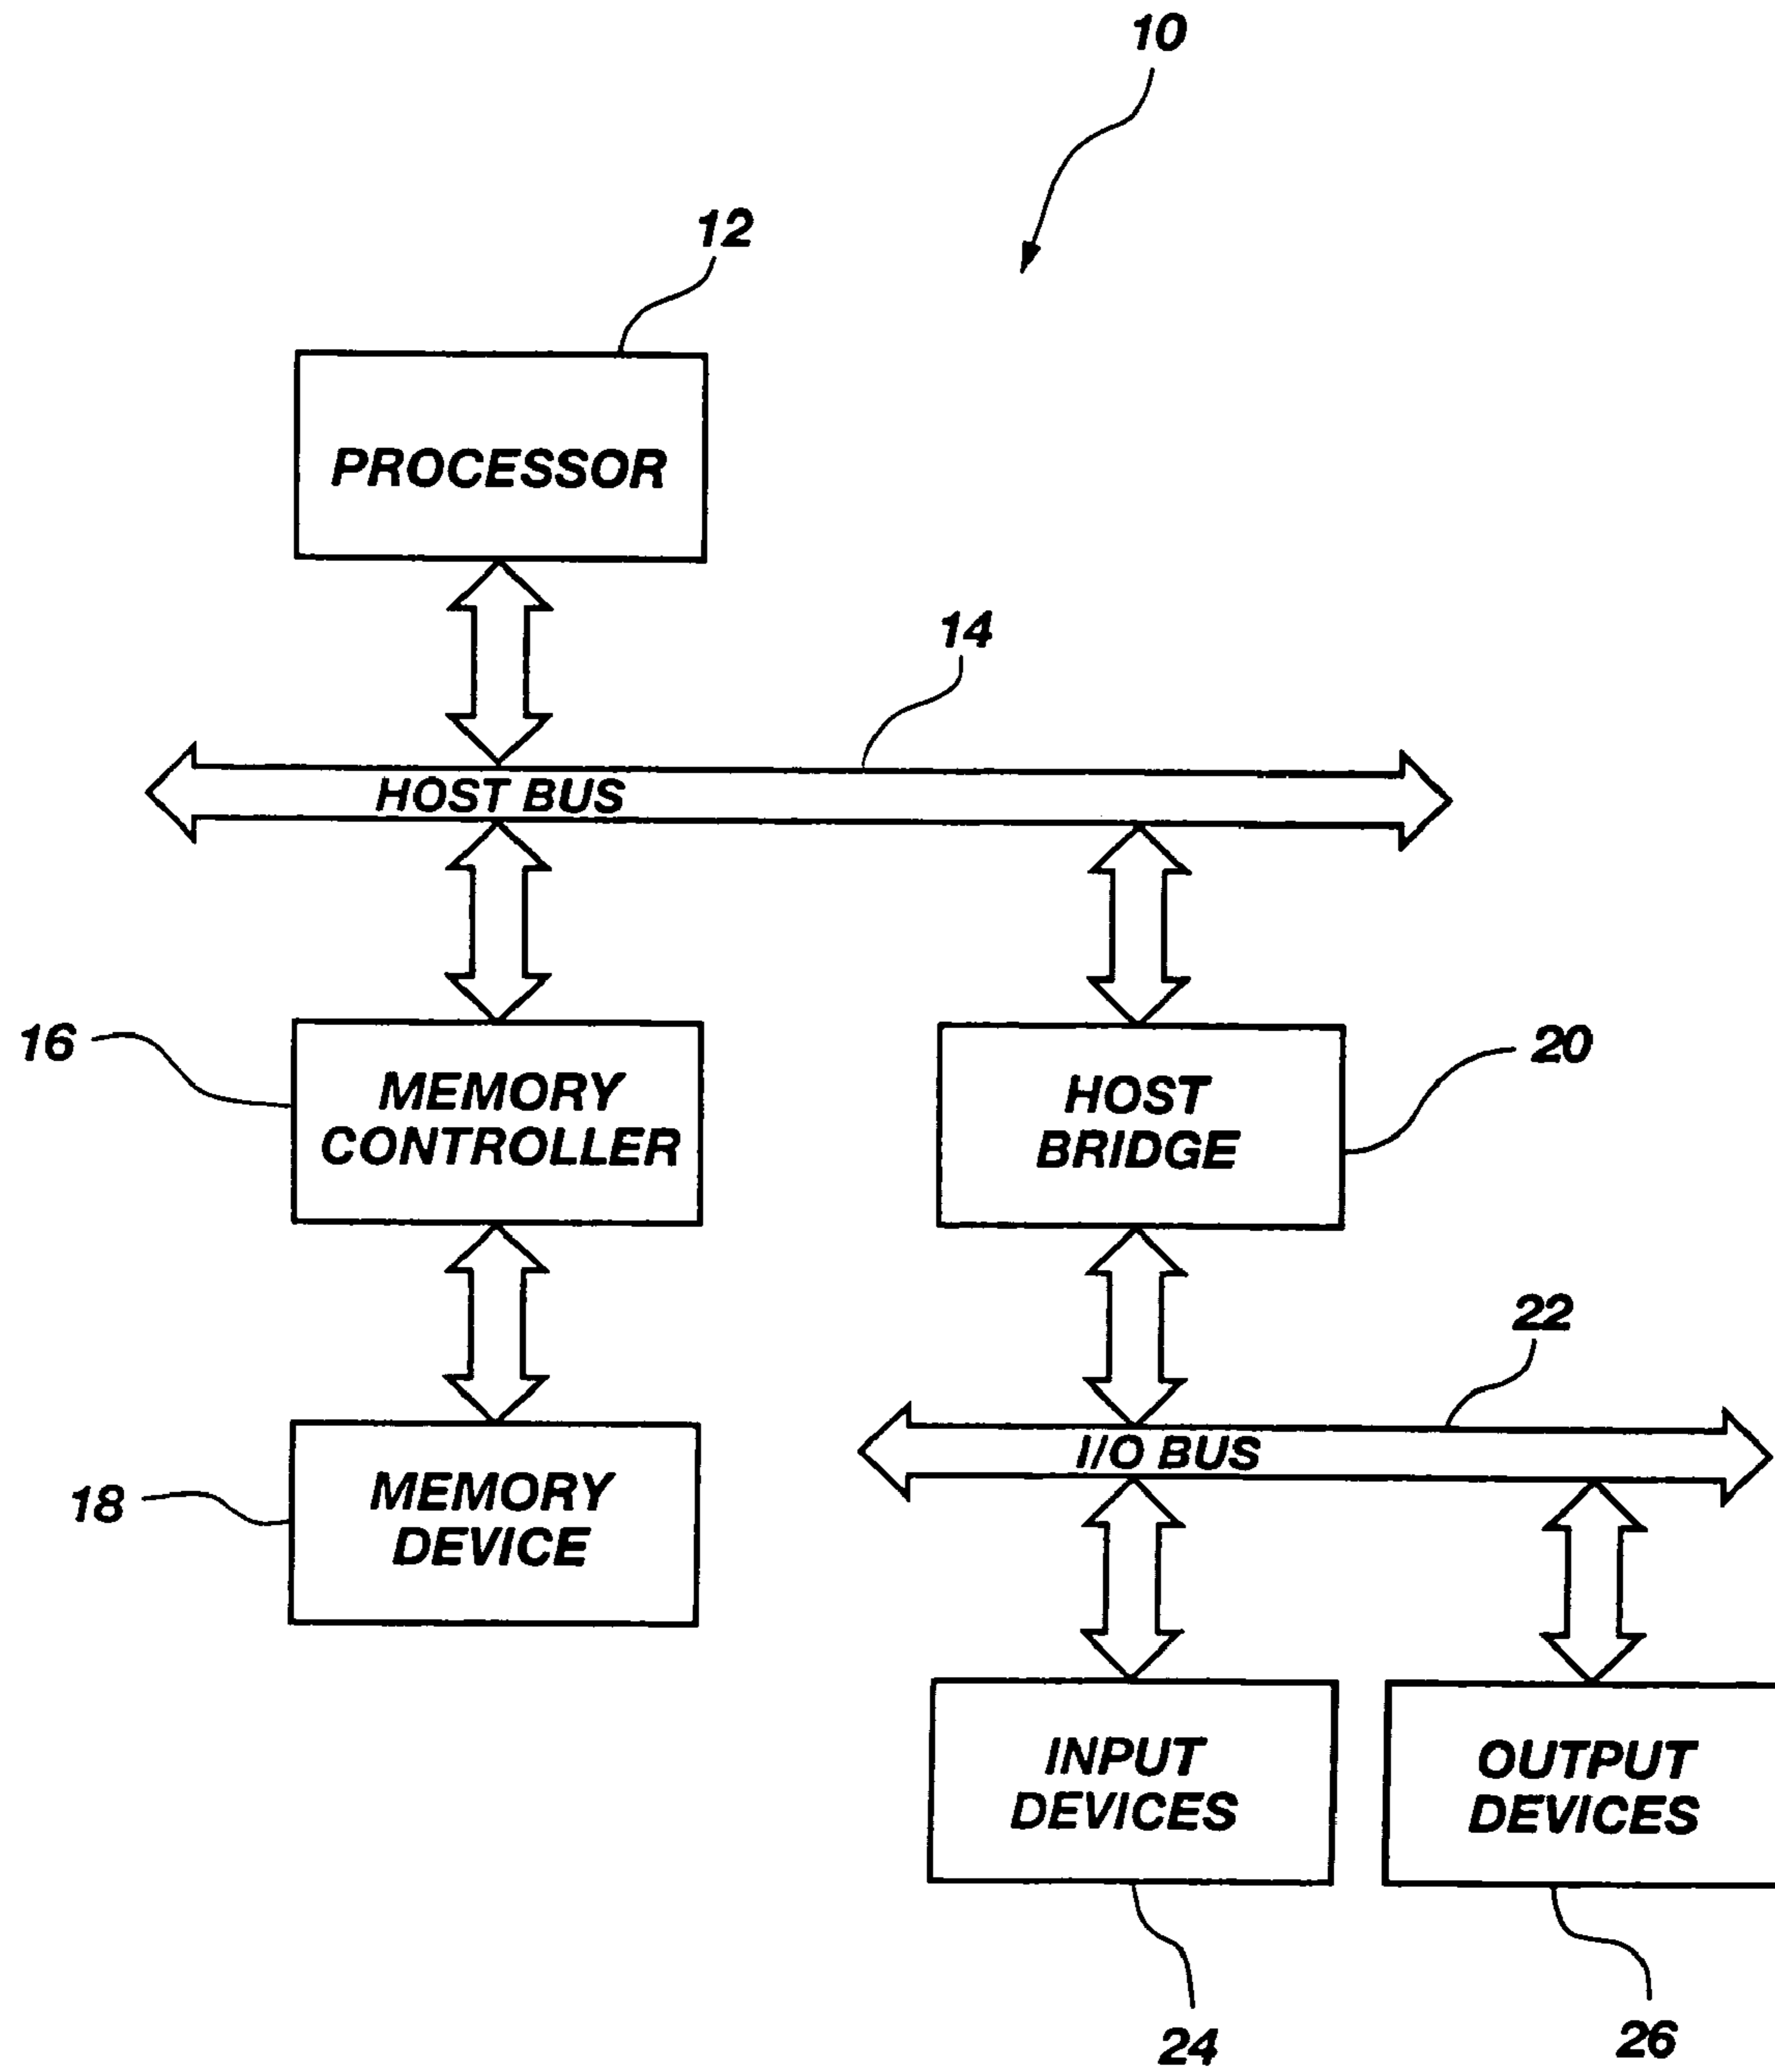 10
12
PROCESSOR
14
HOST BUS
16
MEMORY
CONTROLLER
20
HOST
BRIDGE
22
I/O BUS
18
MEMORY
DEVICE
INPUT
DEVICES
OUTPUT
DEVICES
24
26